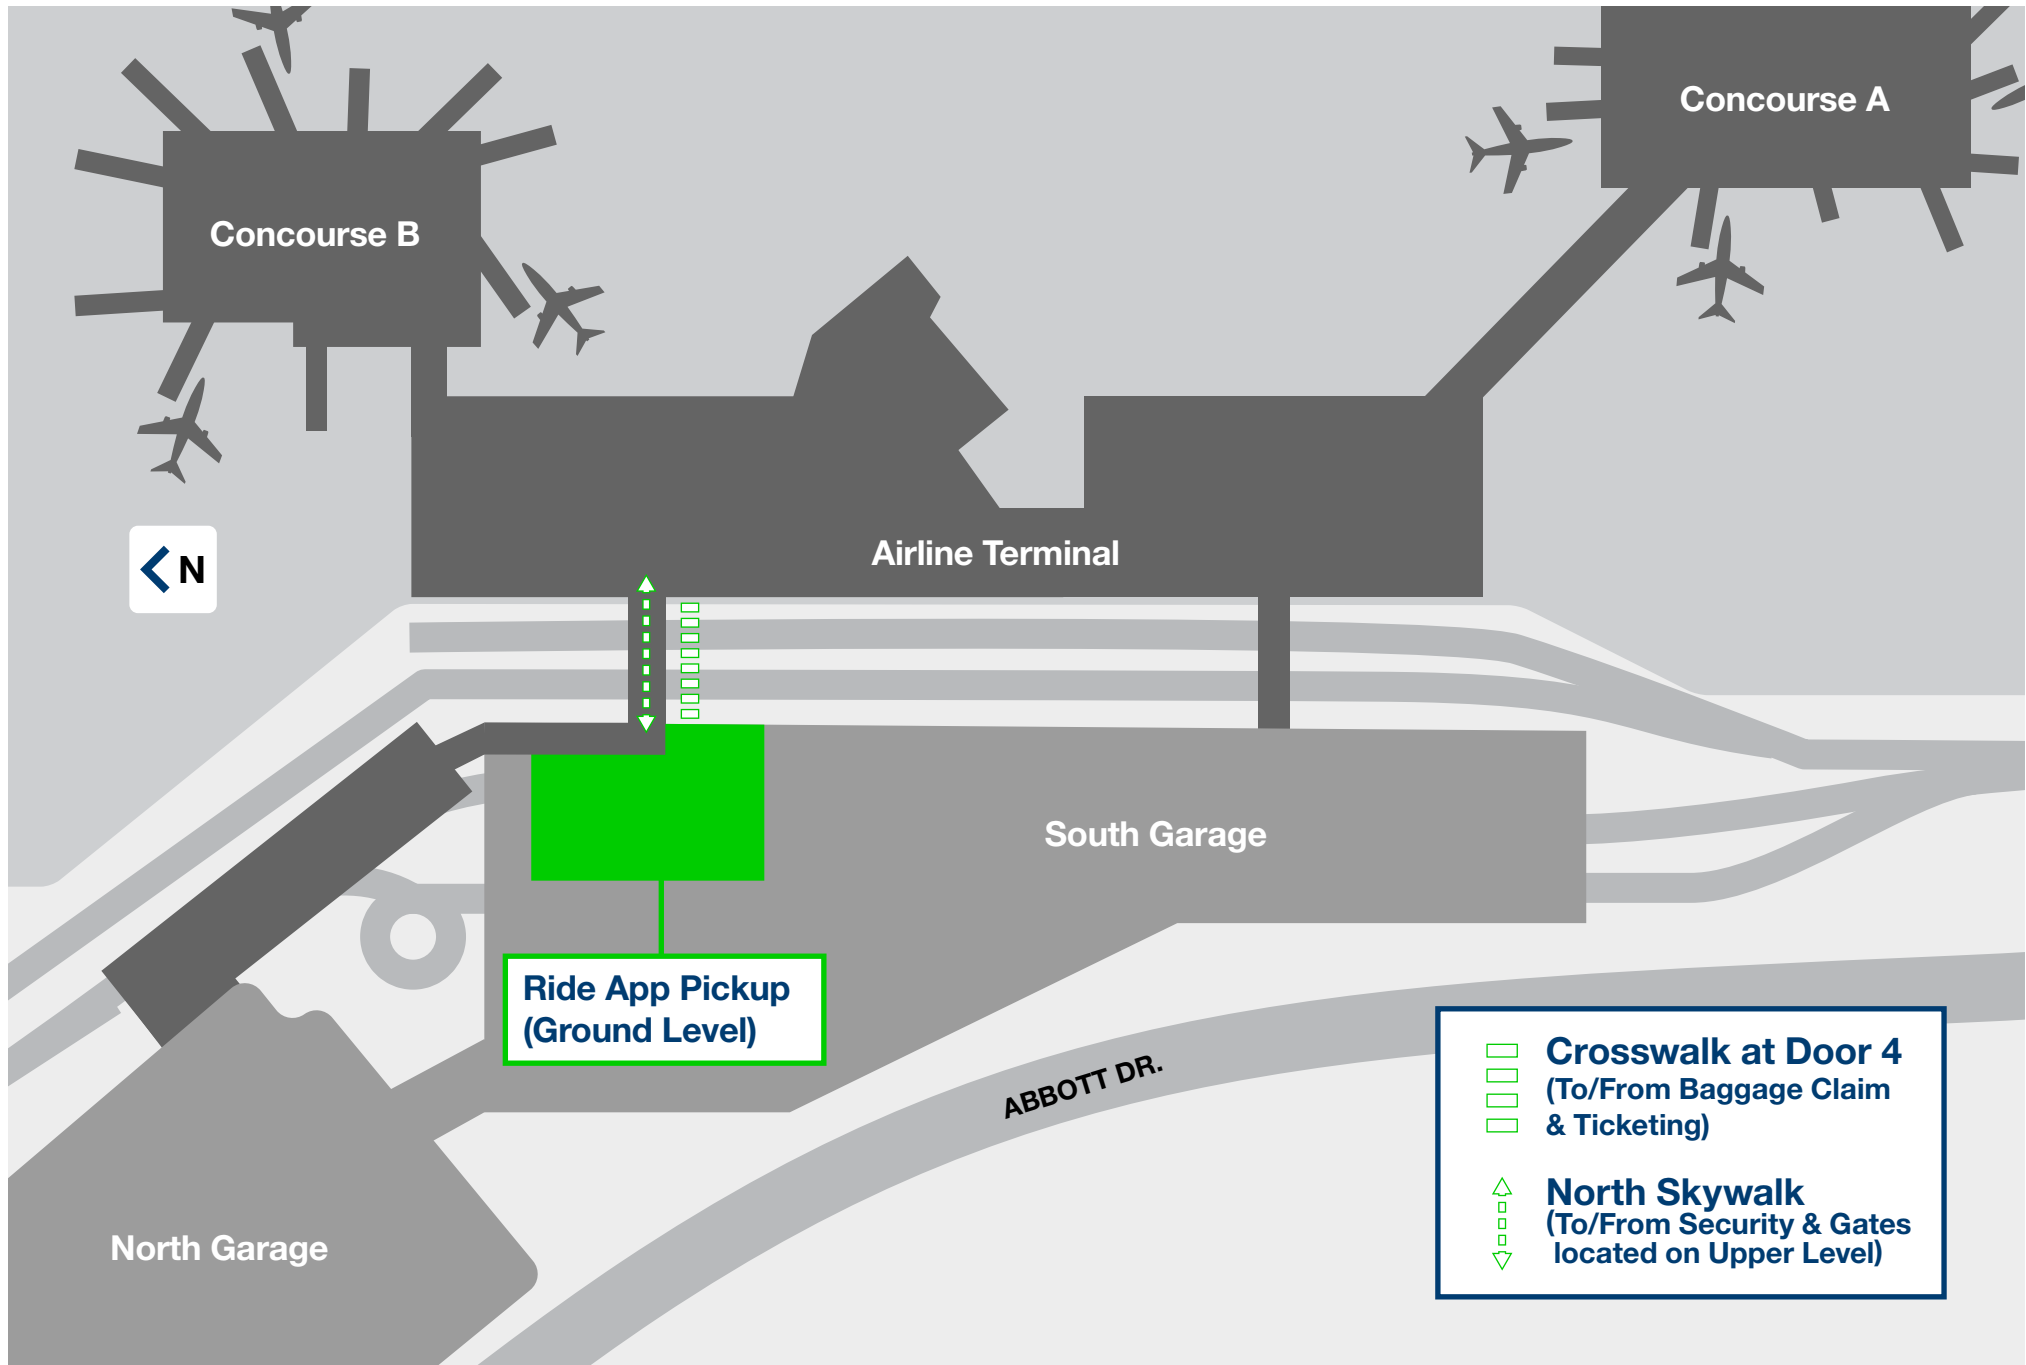 Concourse A
Concourse B
Airline Terminal
N
South Garage
Ride App Pickup
(Ground Level)
ABBOTT DR.
North Garage
Crosswalk at Door 4
(To/From Baggage Claim
& Ticketing)
North Skywalk
(To/From Security & Gates
located on Upper Level)